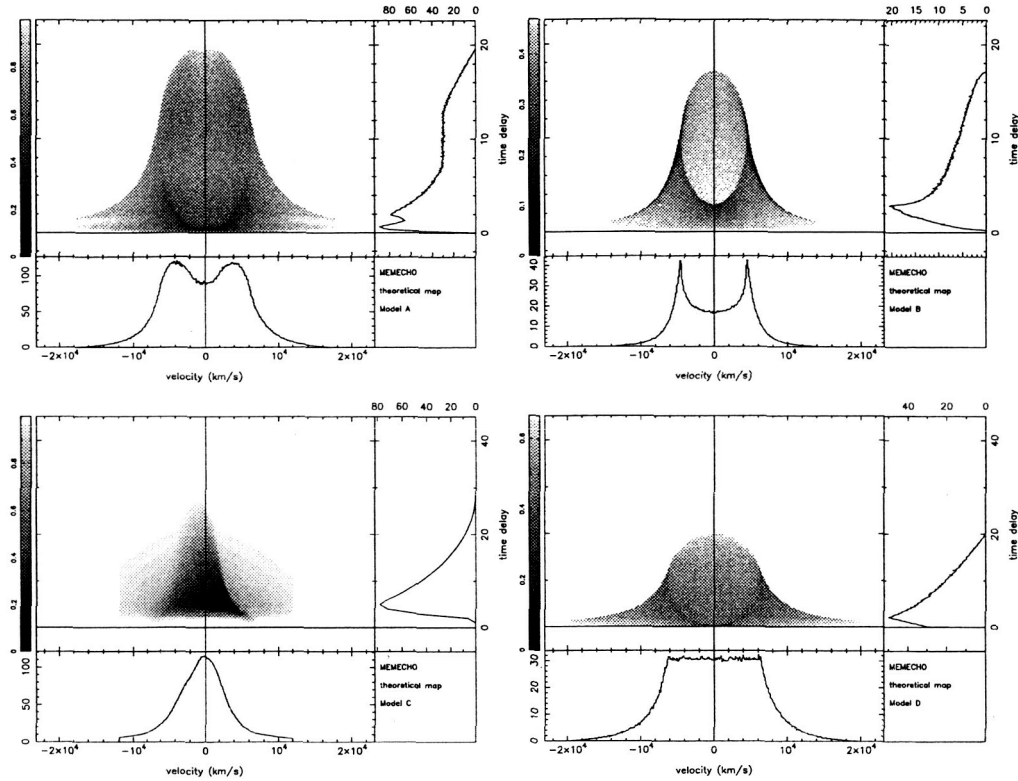 80 60 40 20 0
0.8
0.6
0.4
0.2
0
20
10
0
time delay
100
50
0
MEMECHO
theoretical map
Model A
−2×10⁴ −10⁴ 0 10⁴ 2×10⁴
velocity (km/s)
20 15 10 5 0
0.4
0.3
0.2
0.1
0
20
10
0
time delay
40
30
20
10
0
MEMECHO
theoretical map
Model B
−2×10⁴ −10⁴ 0 10⁴ 2×10⁴
velocity (km/s)
80 60 40 20 0
0.6
0.4
0.2
0
40
20
0
time delay
100
50
0
MEMECHO
theoretical map
Model C
−2×10⁴ −10⁴ 0 10⁴ 2×10⁴
velocity (km/s)
40 20 0
0.6
0.4
0.2
0
40
20
0
time delay
30
20
10
0
MEMECHO
theoretical map
Model D
−2×10⁴ −10⁴ 0 10⁴ 2×10⁴
velocity (km/s)